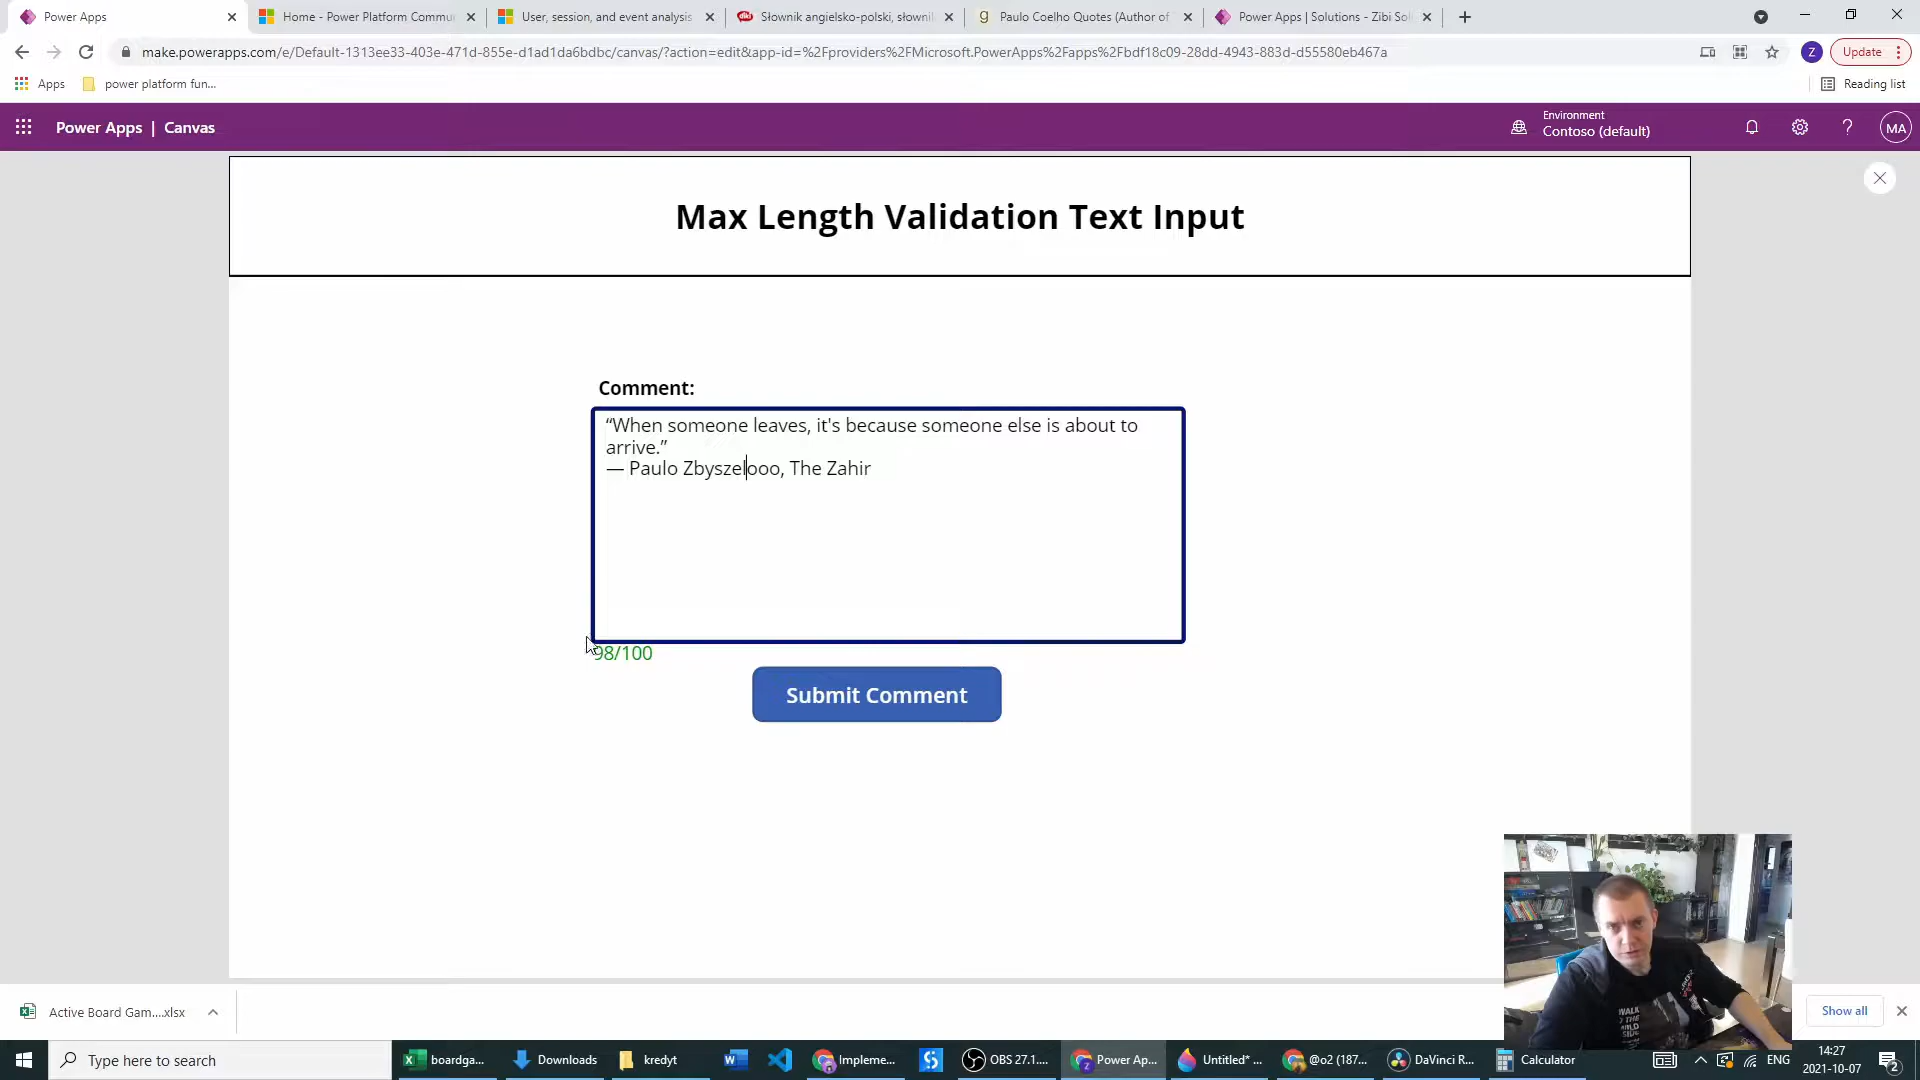 Power Apps
Home - Power Platform Commu
User, session, and event analysis
Słownik angielsko-polski, słowni
Paulo Coelho Quotes (Author of
Power Apps | Solutions - Zibi Sol
make.powerapps.com/e/Default-1313ee33-403e-471d-855e-d1ad1da6bdbc/canvas/?action=edit&app-id=%2Fproviders%2FMicrosoft.PowerApps%2Fapps%2Fbdf18c09-28dd-4943-883d-d55580eb467a
Z
Update
Apps
power platform fun...
Reading list
Power Apps | Canvas
Environment
Contoso (default)
MA
Max Length Validation Text Input
Comment:
“When someone leaves, it's because someone else is about to
arrive.”
— Paulo Zbyszelooo, The Zahir
98/100
Submit Comment
Active Board Gam....xlsx
Show all
Type here to search
boardga...
Downloads
kredyt
Impleme...
OBS 27.1....
Power Ap...
Untitled* ...
@o2 (187...
DaVinci R...
Calculator
ENG
14:27
2021-10-07
2